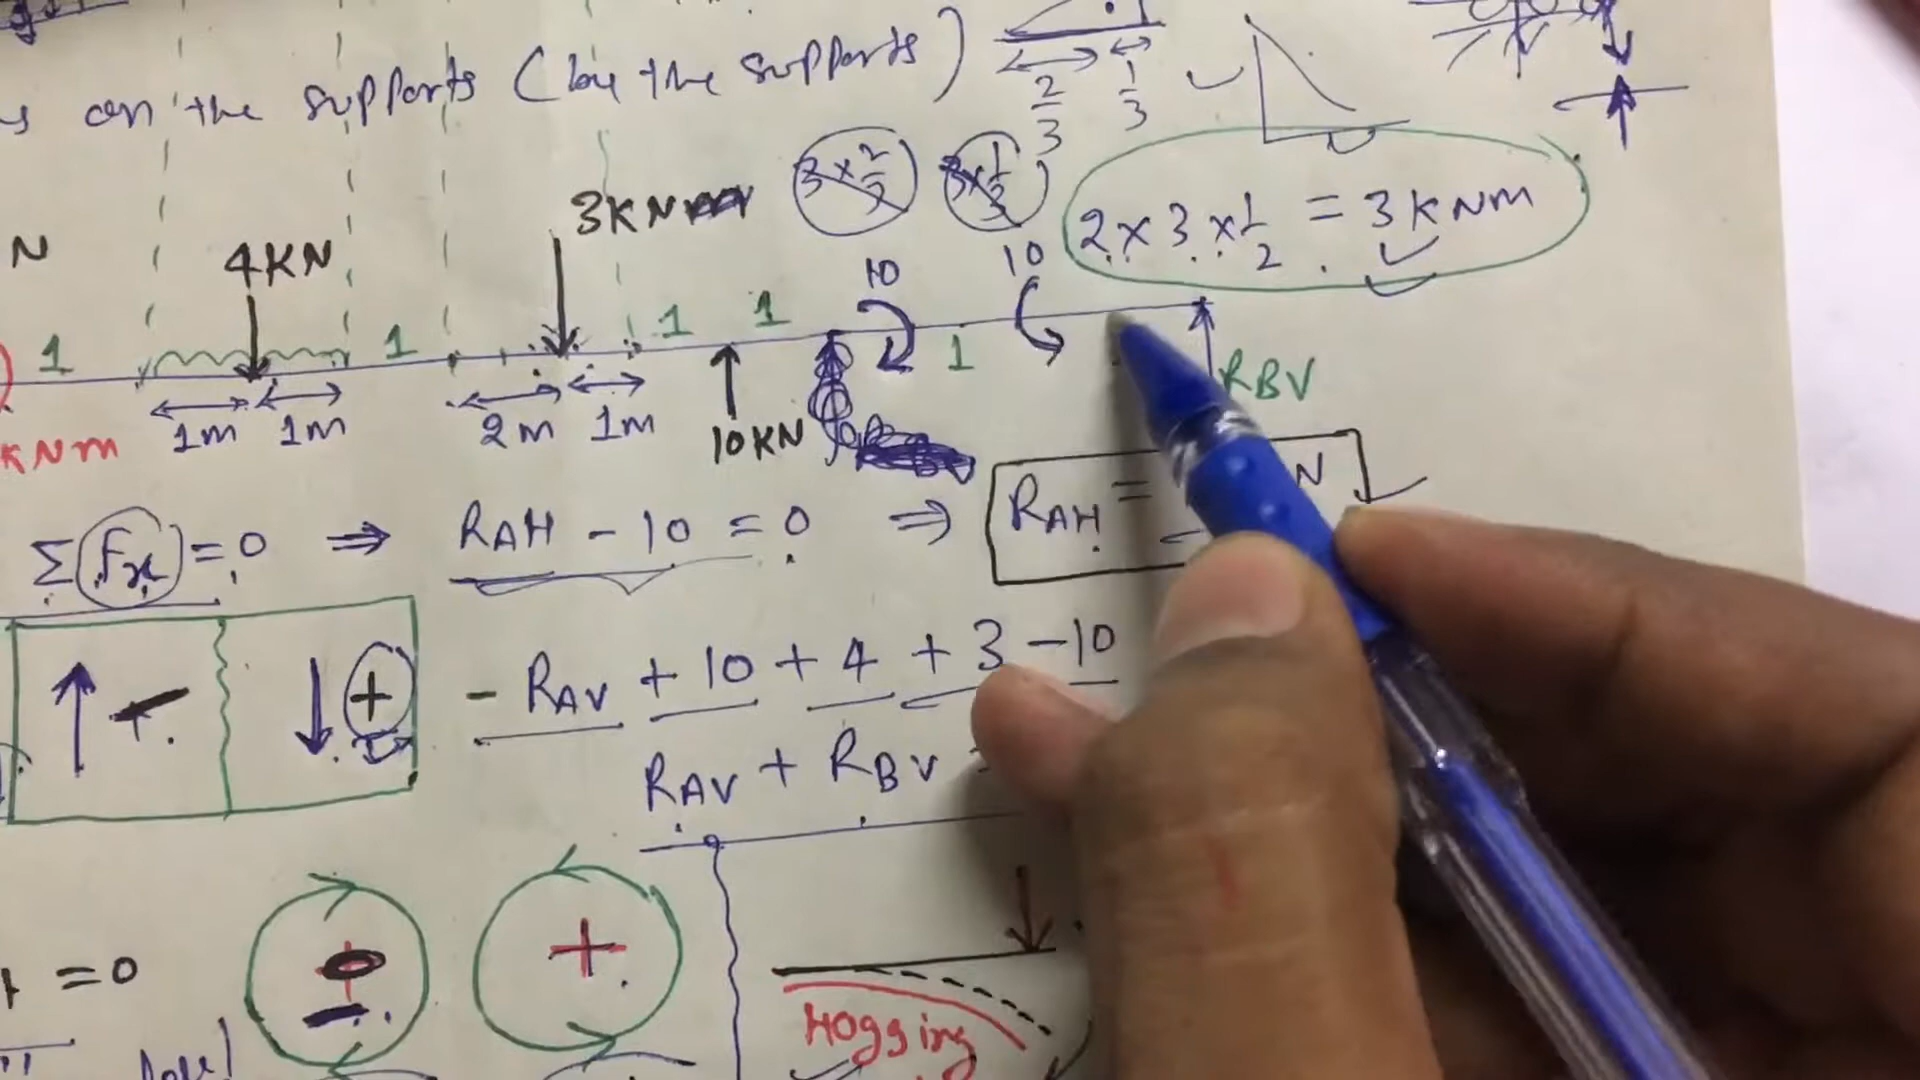 s on the supports (by the supports)
2/3 1/3
3×2/3 3×1/3
2 × 3 × 1/2 = 3 KNm
N 4KN 3KN 10 10
1 1 1 1 1
RBV
1m 1m 2m 1m 10KN
KNm
Σ(Fx) = 0 ⇒ RAH - 10 = 0 ⇒ RAH = N
↑ - ↓ +
- RAV + 10 + 4 + 3 - 10
RAV + RBV
= 0 - +
Hogging